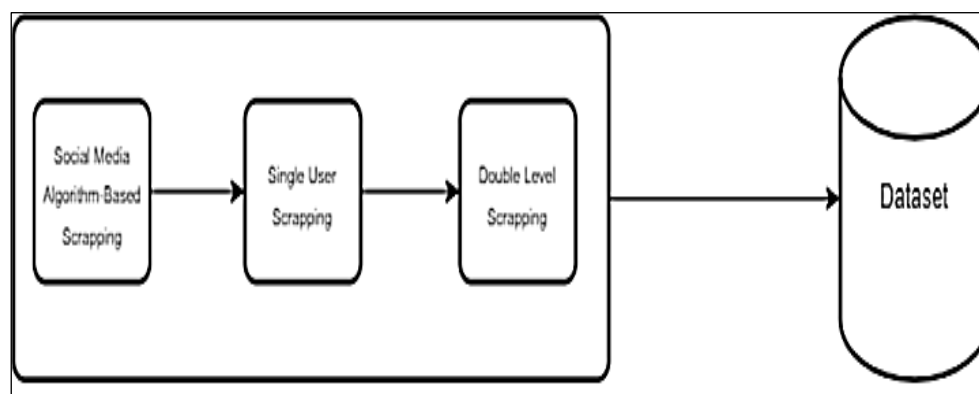 Social Media
Algorithm-Based
Scrapping
Single User
Scrapping
Double Level
Scrapping
Dataset